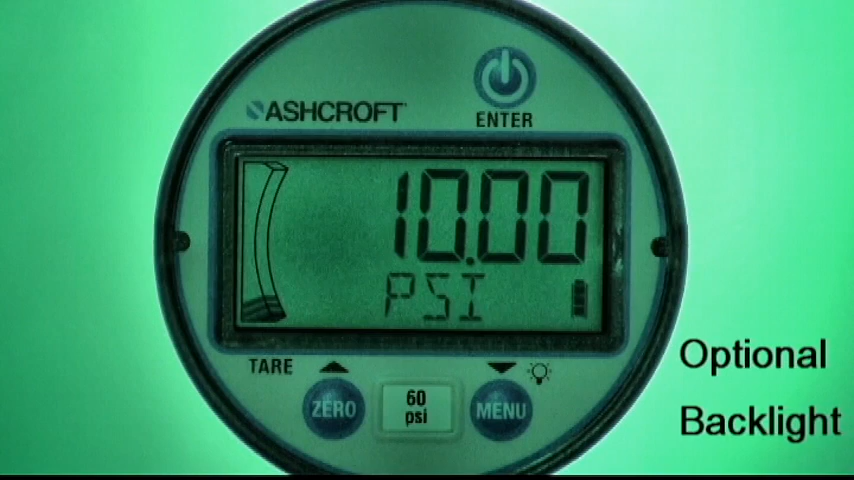 ASHCROFT
ENTER
10.00
PSI
TARE
ZERO
60
psi
MENU
Optional
Backlight